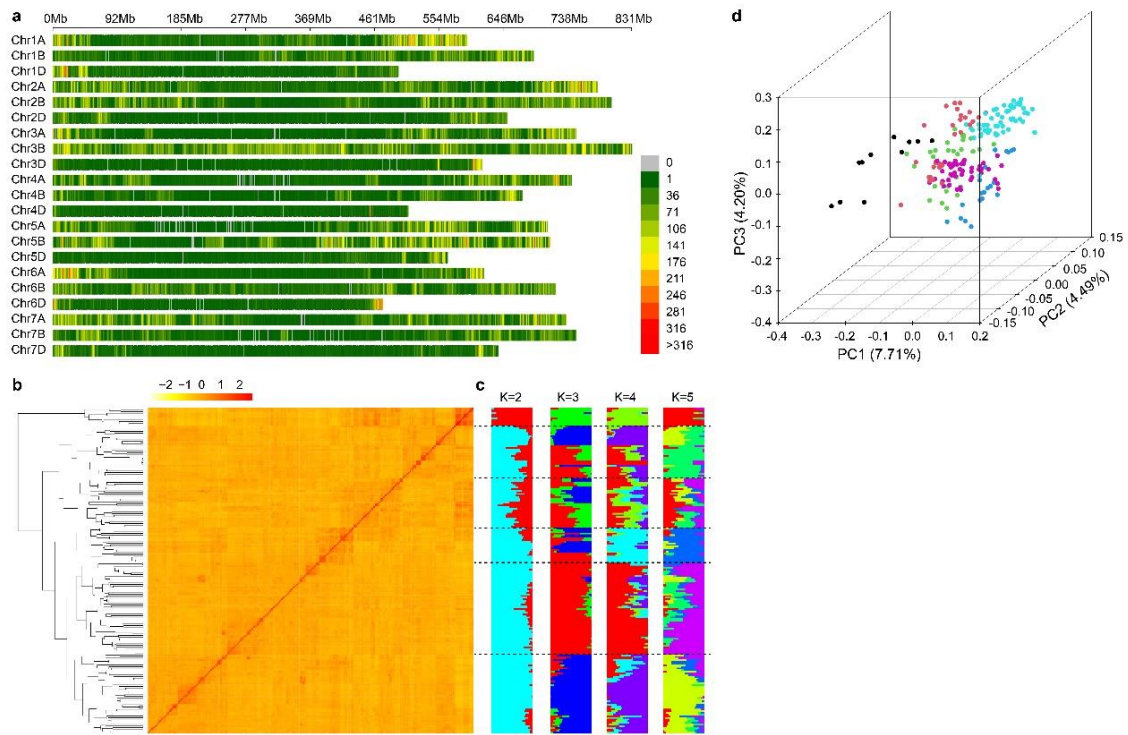 a
0Mb 92Mb 185Mb 277Mb 369Mb 461Mb 554Mb 646Mb 738Mb 831Mb
Chr1A
Chr1B
Chr1D
Chr2A
Chr2B
Chr2D
Chr3A
Chr3B
Chr3D
Chr4A
Chr4B
Chr4D
Chr5A
Chr5B
Chr5D
Chr6A
Chr6B
Chr6D
Chr7A
Chr7B
Chr7D
0
1
36
71
106
141
176
211
246
281
316
>316
d
0.3
0.2
0.1
0.0
-0.1
-0.2
-0.3
-0.4
PC3 (4.20%)
-0.4 -0.3 -0.2 -0.1 0.0 0.1 0.2
PC1 (7.71%)
0.15
0.10
0.05
0.00
-0.05
-0.10
-0.15
PC2 (4.49%)
b
−2 −1 0 1 2
c
K=2 K=3 K=4 K=5